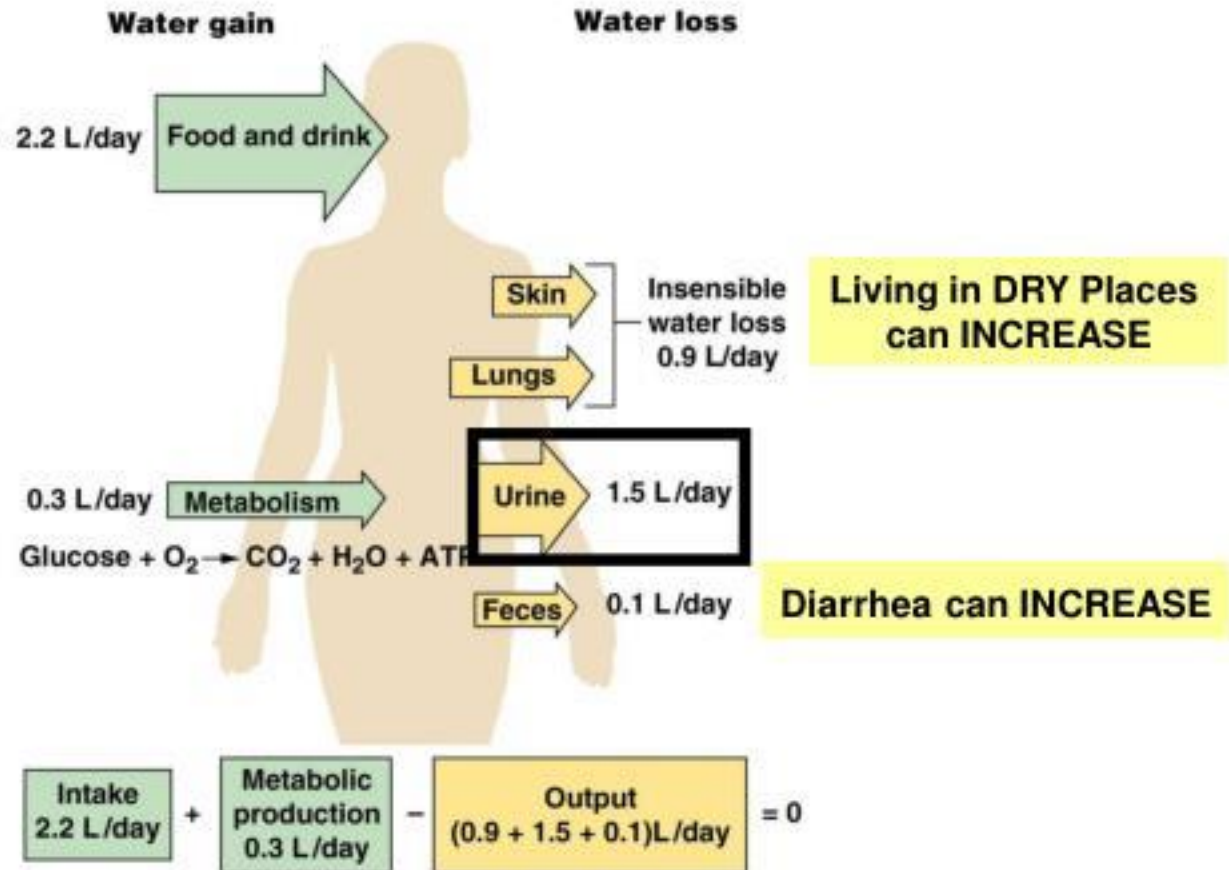 Water gain
Water loss
2.2 L/day
Food and drink
Skin
Lungs
Insensible
water loss
0.9 L/day
Living in DRY Places
can INCREASE
0.3 L/day
Metabolism
Glucose + O₂ → CO₂ + H₂O + ATP
Urine
1.5 L/day
Feces
0.1 L/day
Diarrhea can INCREASE
Intake
2.2 L/day
+
Metabolic
production
0.3 L/day
–
Output
(0.9 + 1.5 + 0.1)L/day
= 0